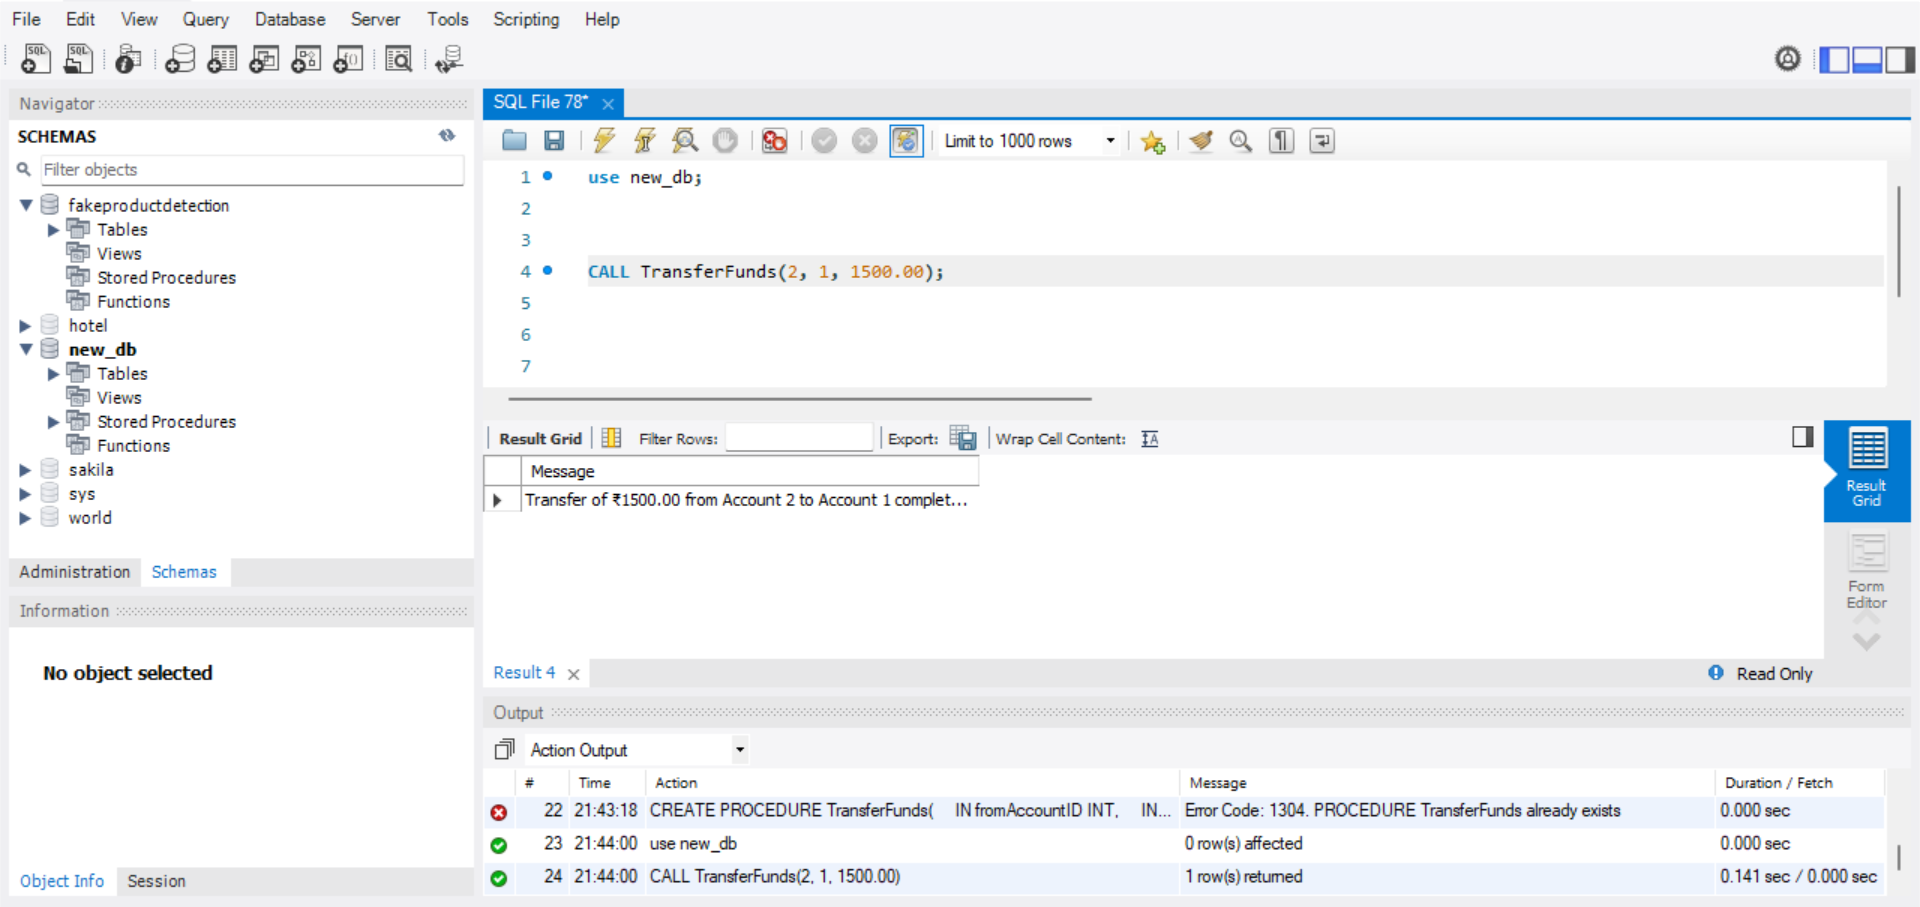 File Edit View Query Database Server Tools Scripting Help
Navigator
SCHEMAS
Filter objects
fakeproductdetection
Tables
Views
Stored Procedures
Functions
hotel
new_db
Tables
Views
Stored Procedures
Functions
sakila
sys
world
Administration Schemas
Information
No object selected
Object Info Session
SQL File 78*
Limit to 1000 rows
1 use new_db;
2
3
4 CALL TransferFunds(2, 1, 1500.00);
5
6
7
Result Grid Filter Rows: Export: Wrap Cell Content:
Message
Transfer of ₹1500.00 from Account 2 to Account 1 complet...
Result
Grid
Form
Editor
Result 4
Read Only
Output
Action Output
# Time Action Message Duration / Fetch
22 21:43:18 CREATE PROCEDURE TransferFunds( IN fromAccountID INT, IN... Error Code: 1304. PROCEDURE TransferFunds already exists 0.000 sec
23 21:44:00 use new_db 0 row(s) affected 0.000 sec
24 21:44:00 CALL TransferFunds(2, 1, 1500.00) 1 row(s) returned 0.141 sec / 0.000 sec